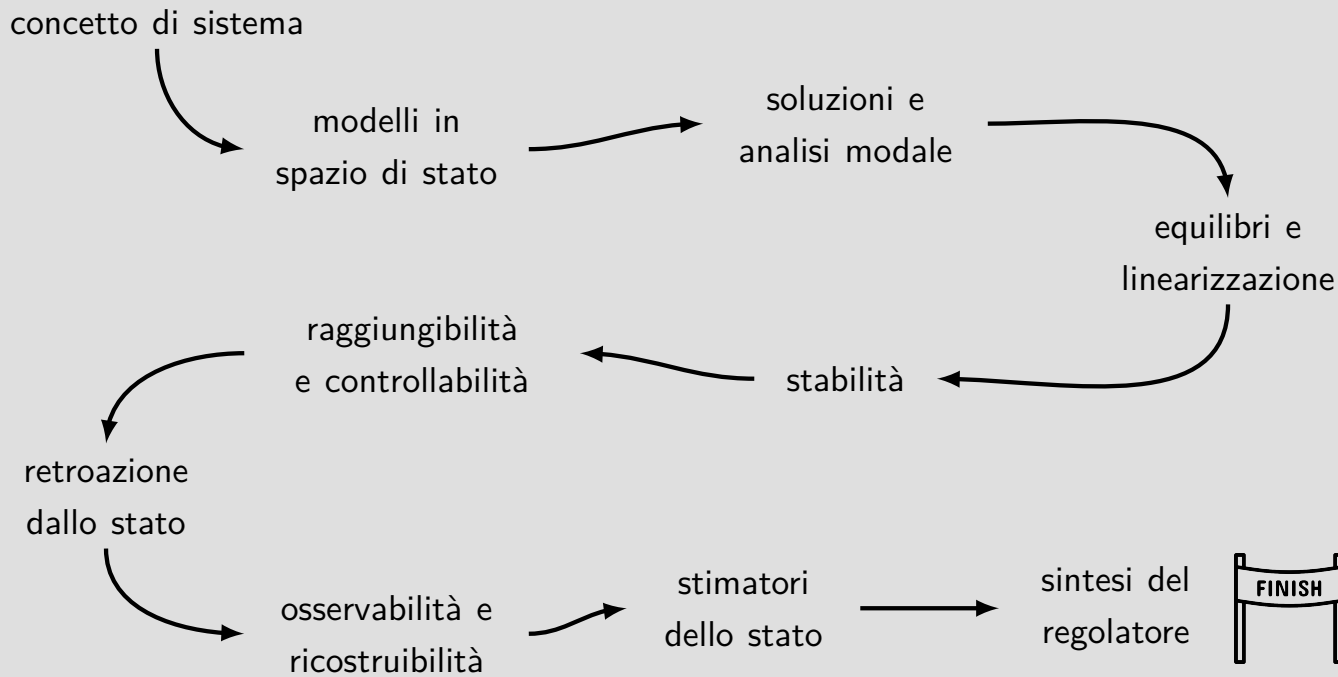 concetto di sistema
modelli in
spazio di stato
soluzioni e
analisi modale
equilibri e
linearizzazione
stabilità
raggiungibilità
e controllabilità
retroazione
dallo stato
osservabilità e
ricostruibilità
stimatori
dello stato
sintesi del
regolatore
FINISH